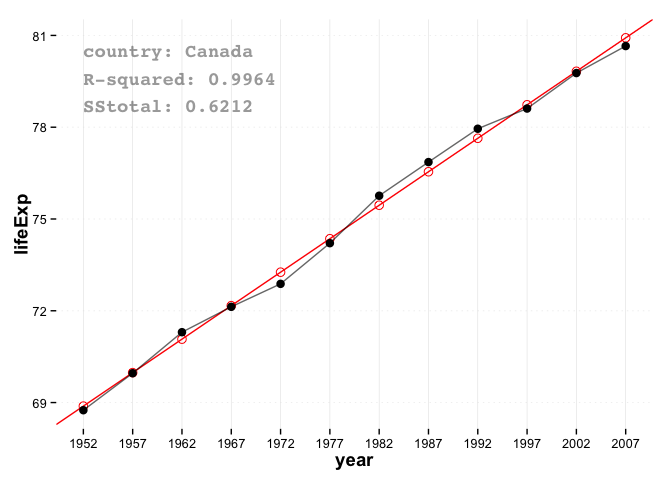 country: Canada
R-squared: 0.9964
SStotal: 0.6212
81
78
75
72
69
lifeExp
1952 1957 1962 1967 1972 1977 1982 1987 1992 1997 2002 2007
year